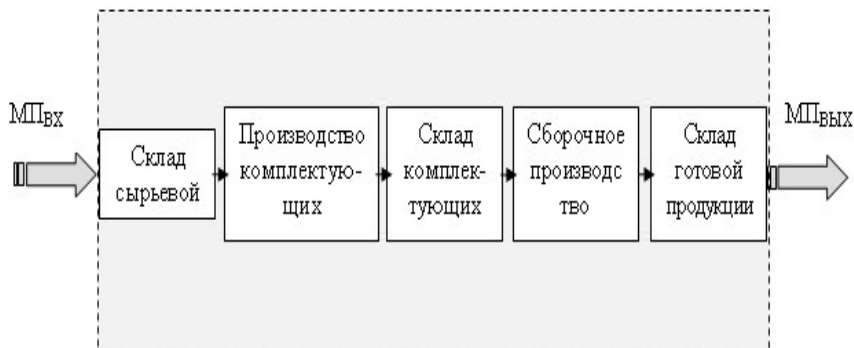 МПВХ
Склад
сырьевой
Производство
комплектую-
щих
Склад
комплек-
тующих
Сборочное
производс
тво
Склад
готовой
продукции
МПВЫХ